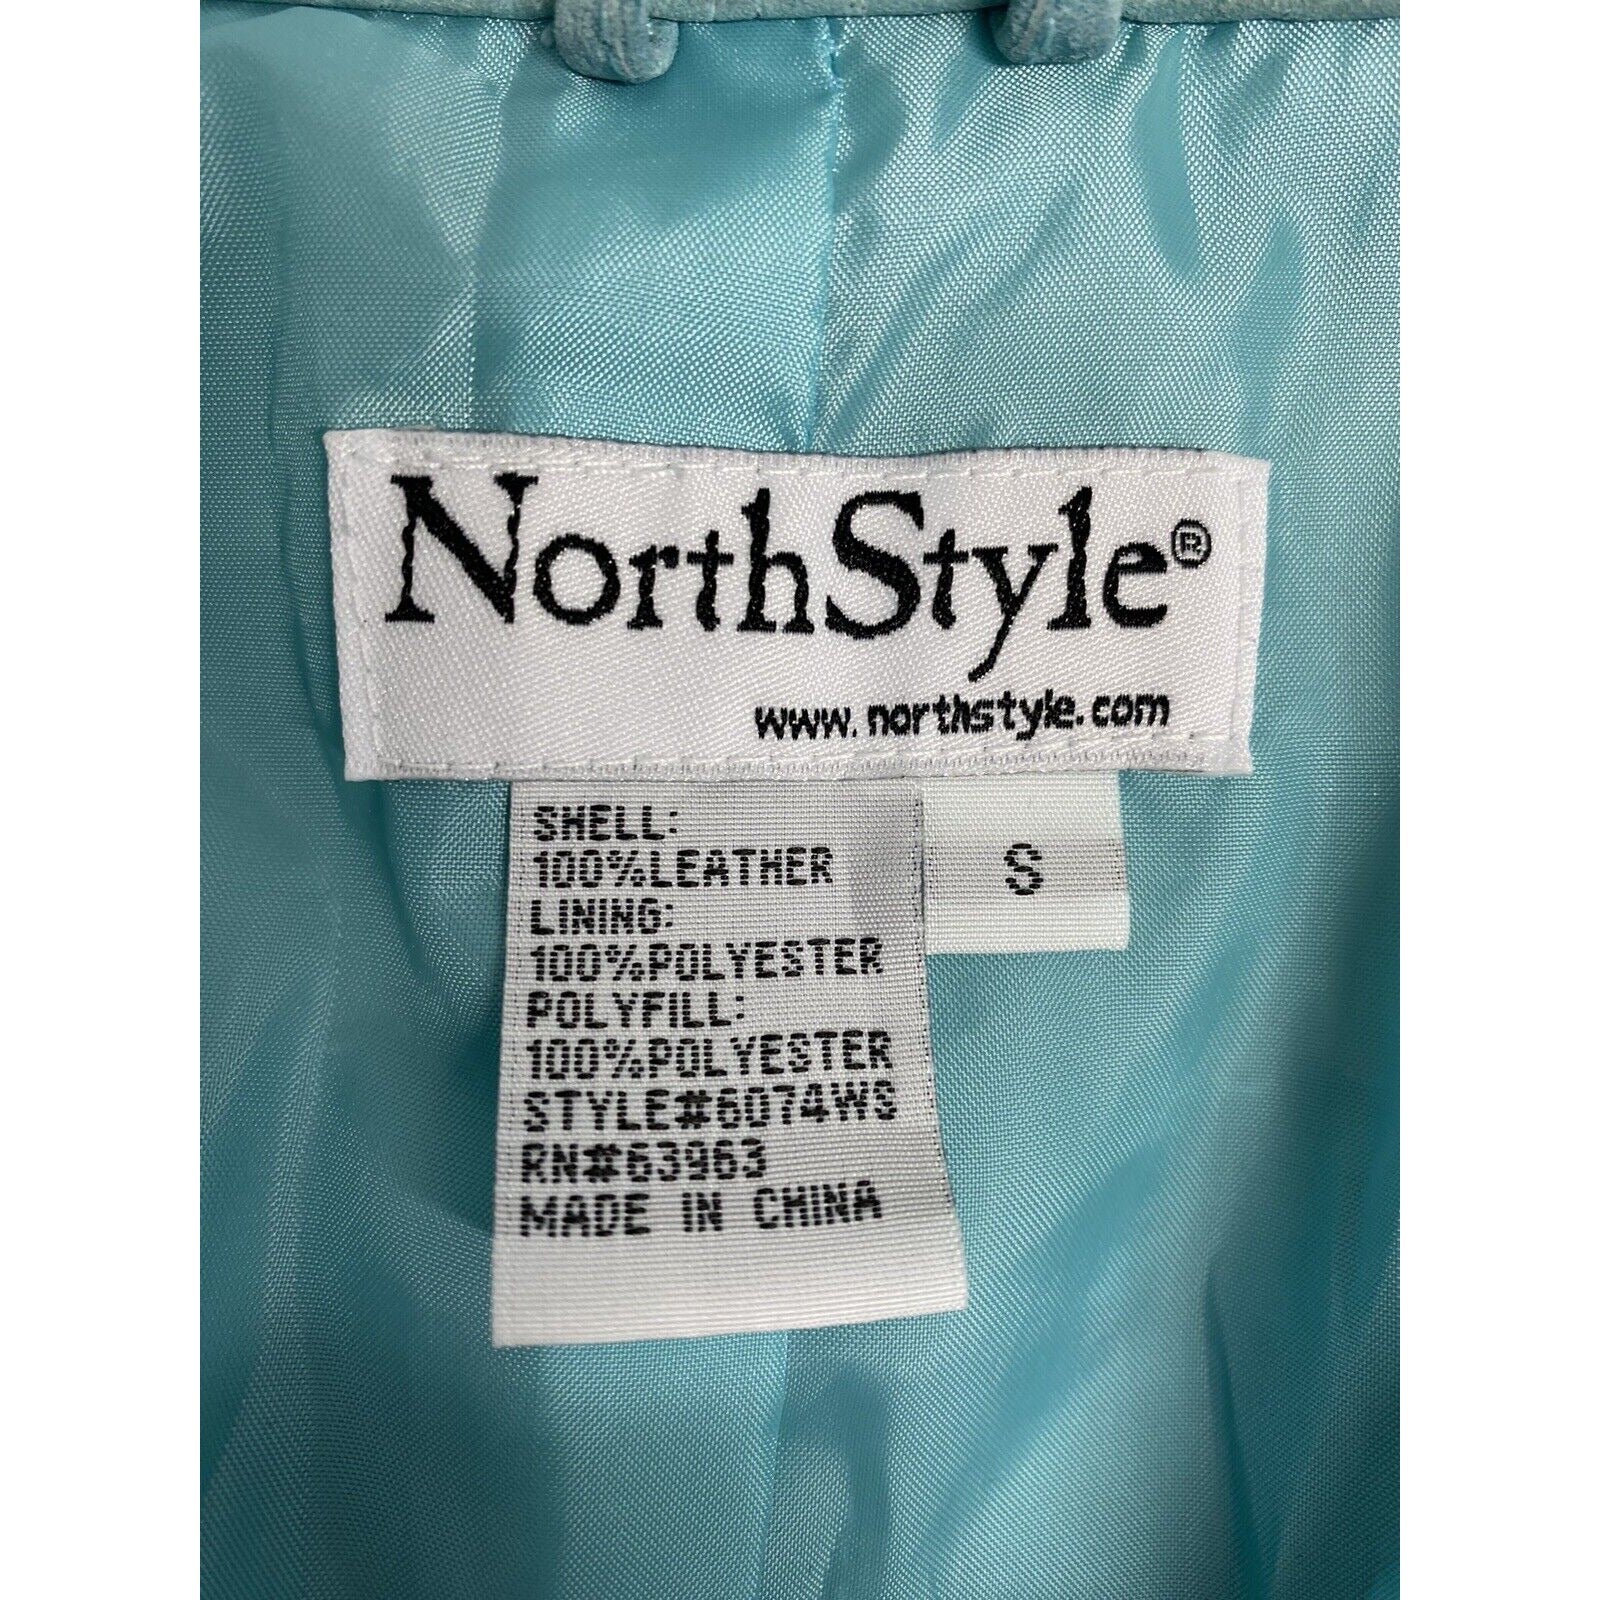 NorthStyle®
www.northstyle.com
SHELL:
100%LEATHER
LINING:
100%POLYESTER
POLYFILL:
100%POLYESTER
STYLE#6074WS
RN#63963
MADE IN CHINA
S